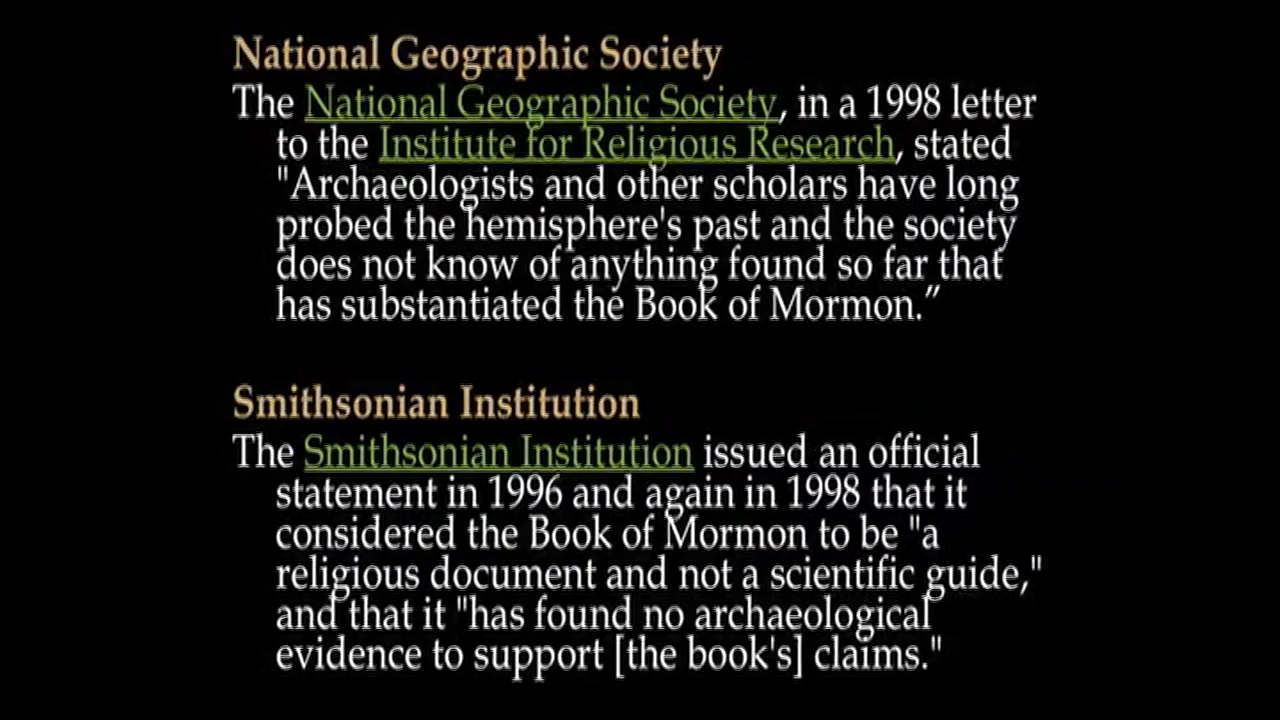 National Geographic Society
The National Geographic Society, in a 1998 letter
to the Institute for Religious Research, stated
"Archaeologists and other scholars have long
probed the hemisphere's past and the society
does not know of anything found so far that
has substantiated the Book of Mormon.”
Smithsonian Institution
The Smithsonian Institution issued an official
statement in 1996 and again in 1998 that it
considered the Book of Mormon to be "a
religious document and not a scientific guide,"
and that it "has found no archaeological
evidence to support [the book's] claims."